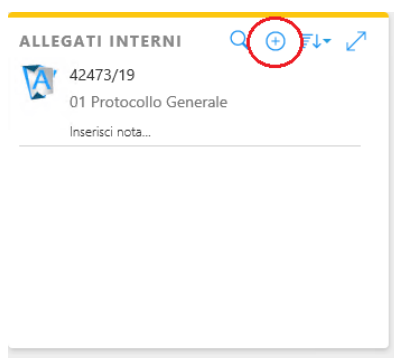 ALLEGATI INTERNI
42473/19
01 Protocollo Generale
Inserisci nota...